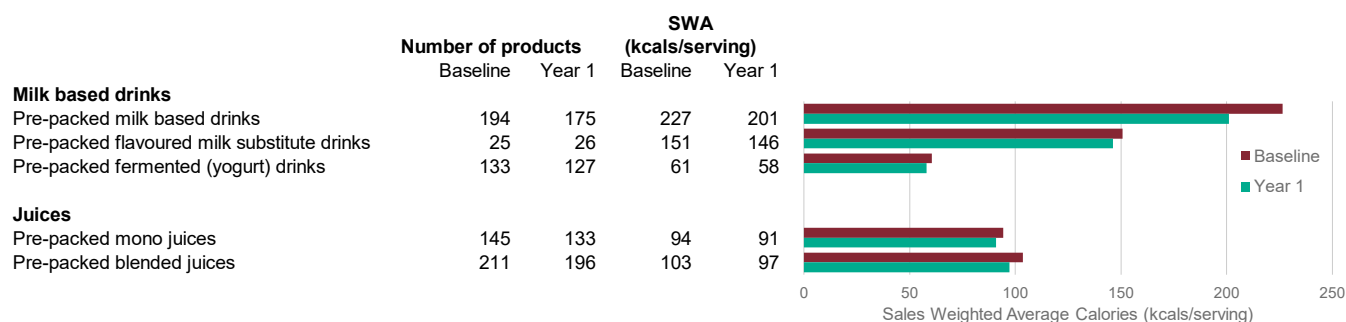 SWA
Number of products (kcals/serving)
Baseline Year 1 Baseline Year 1
Milk based drinks
Pre-packed milk based drinks 194 175 227 201
Pre-packed flavoured milk substitute drinks 25 26 151 146
Pre-packed fermented (yogurt) drinks 133 127 61 58
Juices
Pre-packed mono juices 145 133 94 91
Pre-packed blended juices 211 196 103 97
Baseline
Year 1
0 50 100 150 200 250
Sales Weighted Average Calories (kcals/serving)